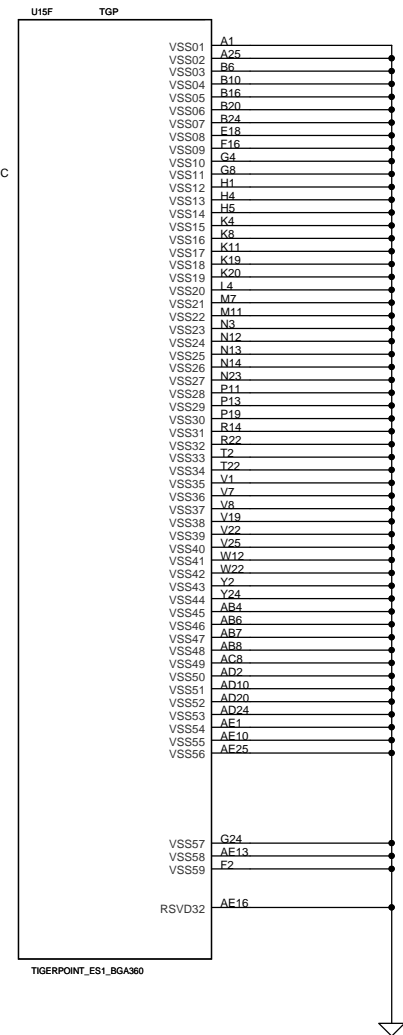 U15F TGP
C
VSS01 A1
VSS02 A25
VSS03 B6
VSS04 B10
VSS05 B16
VSS06 B20
VSS07 B24
VSS08 E18
VSS09 F16
VSS10 G4
VSS11 G8
VSS12 H1
VSS13 H4
VSS14 H5
VSS15 K4
VSS16 K8
VSS17 K11
VSS18 K19
VSS19 K20
VSS20 L4
VSS21 M7
VSS22 M11
VSS23 N3
VSS24 N12
VSS25 N13
VSS26 N14
VSS27 N23
VSS28 P11
VSS29 P13
VSS30 P19
VSS31 R14
VSS32 R22
VSS33 T2
VSS34 T22
VSS35 V1
VSS36 V7
VSS37 V8
VSS38 V19
VSS39 V22
VSS40 V25
VSS41 W12
VSS42 W22
VSS43 Y2
VSS44 Y24
VSS45 AB4
VSS46 AB6
VSS47 AB7
VSS48 AB8
VSS49 AC8
VSS50 AD2
VSS51 AD10
VSS52 AD20
VSS53 AD24
VSS54 AE1
VSS55 AE10
VSS56 AE25
VSS57 G24
VSS58 AE13
VSS59 F2
RSVD32 AE16
TIGERPOINT_ES1_BGA360